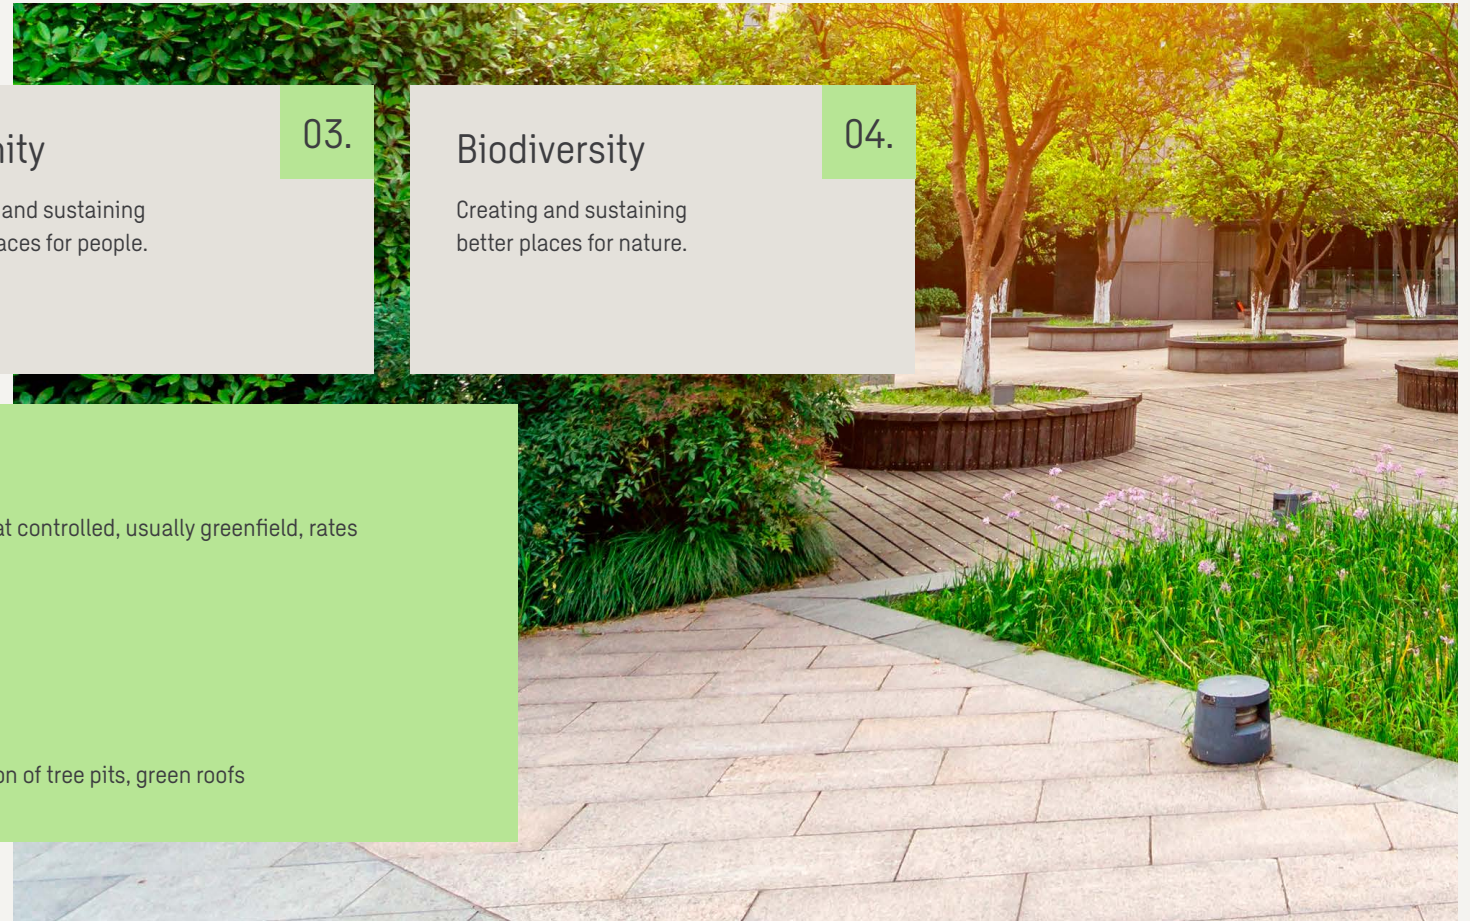 nity
03.
and sustaining
aces for people.
Biodiversity
04.
Creating and sustaining
better places for nature.
at controlled, usually greenfield, rates
on of tree pits, green roofs